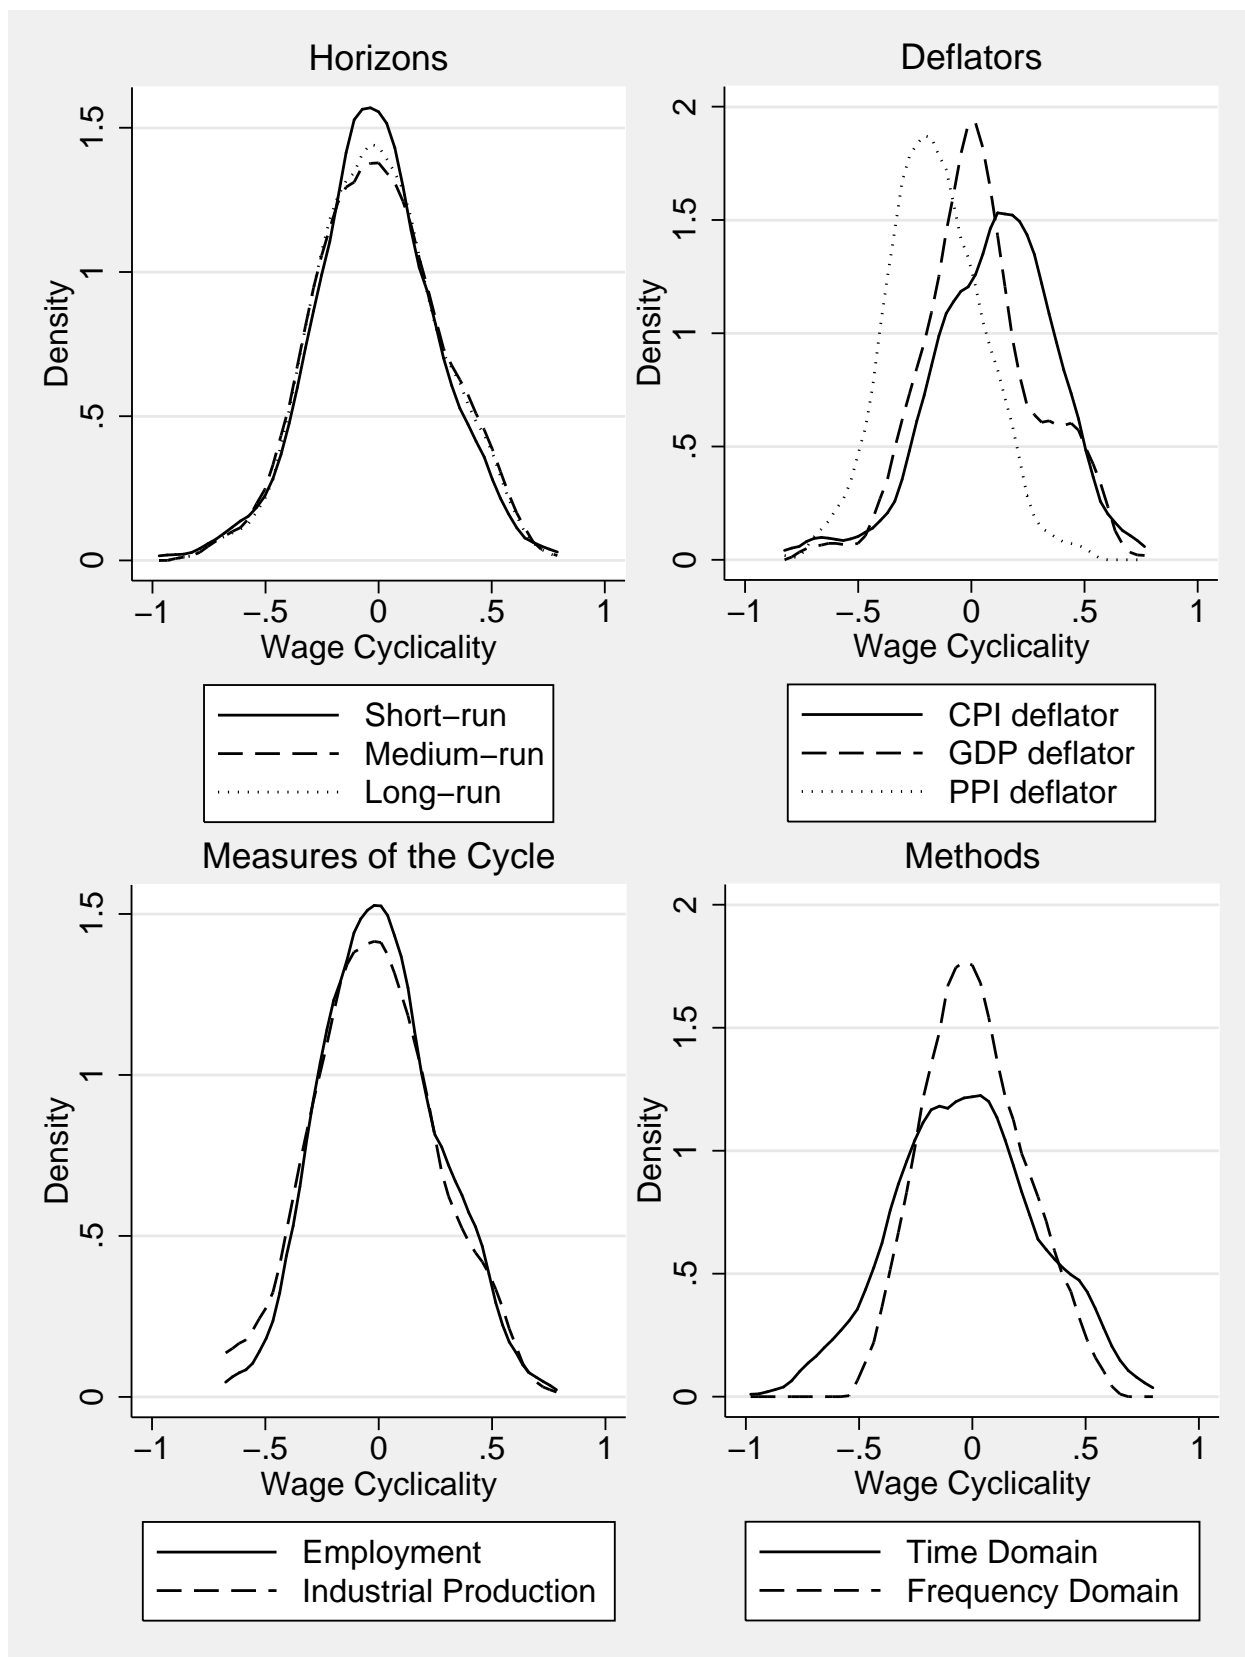 Horizons
1.5
1
.5
0
Density
−1 −.5 0 .5 1
Wage Cyclicality
Short−run
Medium−run
Long−run
Deflators
2
1.5
1
.5
0
Density
−1 −.5 0 .5 1
Wage Cyclicality
CPI deflator
GDP deflator
PPI deflator
Measures of the Cycle
1.5
1
.5
0
Density
−1 −.5 0 .5 1
Wage Cyclicality
Employment
Industrial Production
Methods
2
1.5
1
.5
0
Density
−1 −.5 0 .5 1
Wage Cyclicality
Time Domain
Frequency Domain